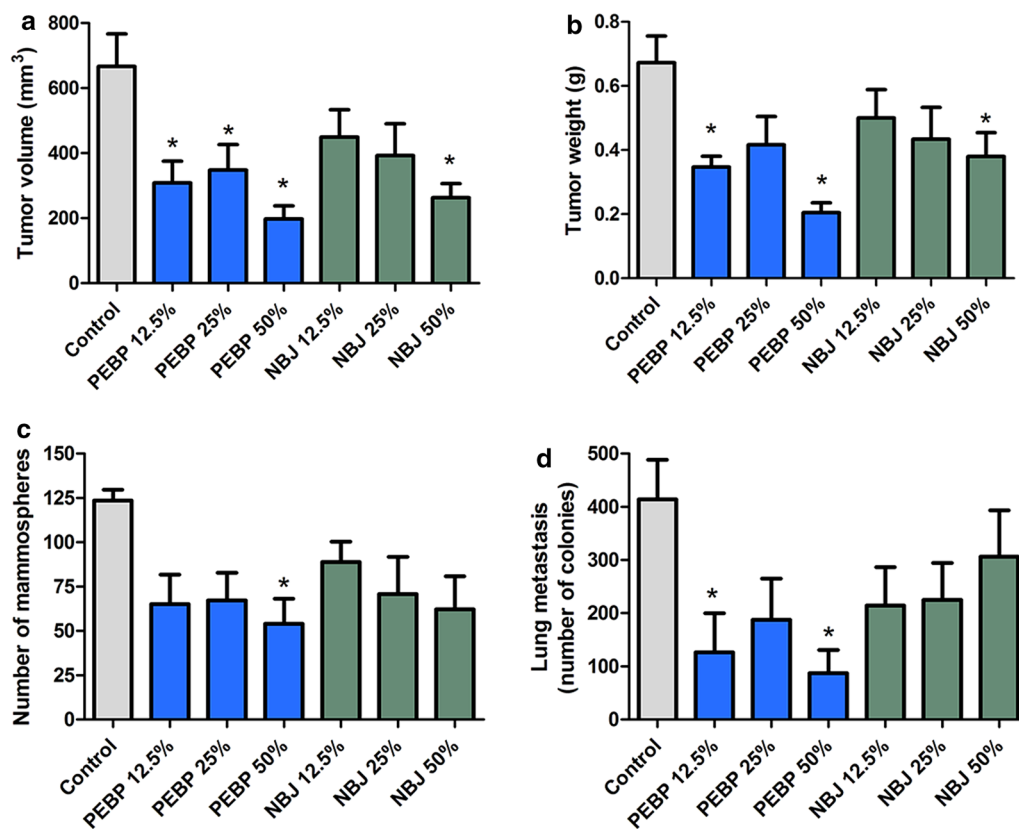 a
Tumor volume (mm³)
800
600
400
200
0
* * * *
Control
PEBP 12.5%
PEBP 25%
PEBP 50%
NBJ 12.5%
NBJ 25%
NBJ 50%
b
Tumor weight (g)
0.8
0.6
0.4
0.2
0.0
* * *
Control
PEBP 12.5%
PEBP 25%
PEBP 50%
NBJ 12.5%
NBJ 25%
NBJ 50%
c
Number of mammospheres
150
125
100
75
50
25
0
*
Control
PEBP 12.5%
PEBP 25%
PEBP 50%
NBJ 12.5%
NBJ 25%
NBJ 50%
d
Lung metastasis
(number of colonies)
500
400
300
200
100
0
* *
Control
PEBP 12.5%
PEBP 25%
PEBP 50%
NBJ 12.5%
NBJ 25%
NBJ 50%